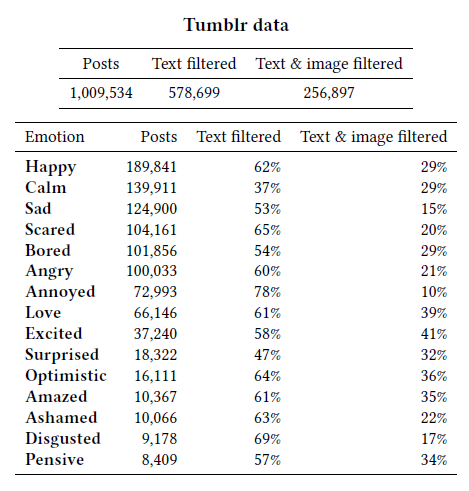 Tumblr data
Posts Text filtered Text & image filtered
1,009,534 578,699 256,897
Emotion Posts Text filtered Text & image filtered
Happy 189,841 62% 29%
Calm 139,911 37% 29%
Sad 124,900 53% 15%
Scared 104,161 65% 20%
Bored 101,856 54% 29%
Angry 100,033 60% 21%
Annoyed 72,993 78% 10%
Love 66,146 61% 39%
Excited 37,240 58% 41%
Surprised 18,322 47% 32%
Optimistic 16,111 64% 36%
Amazed 10,367 61% 35%
Ashamed 10,066 63% 22%
Disgusted 9,178 69% 17%
Pensive 8,409 57% 34%